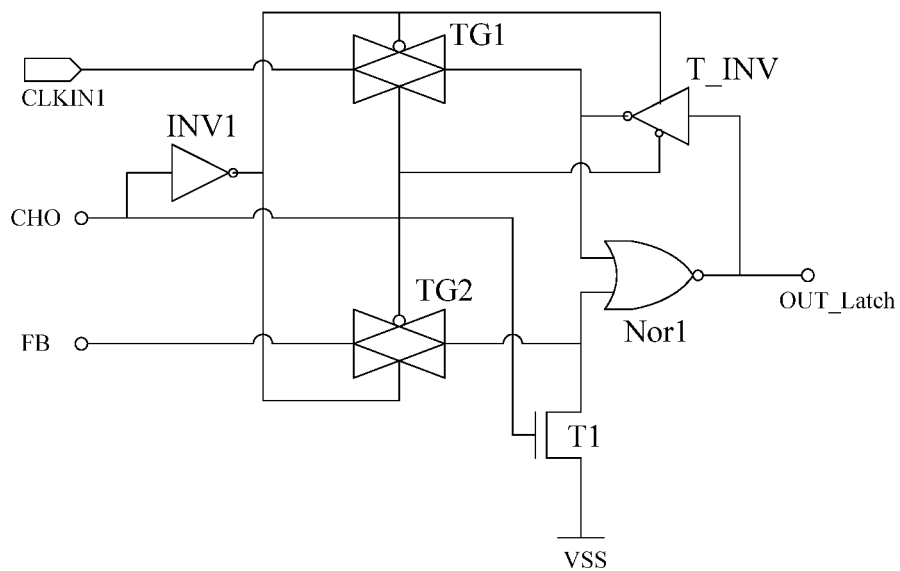 TG1
T_INV
CLKIN1
INV1
CHO
TG2
OUT_Latch
FB
Nor1
T1
VSS